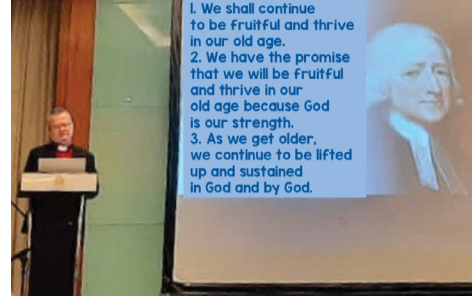 1. We shall continue
to be fruitful and thrive
in our old age.
2. We have the promise
that we will be fruitful
and thrive in our
old age because God
is our strength.
3. As we get older,
we continue to be lifted
up and sustained
in God and by God.